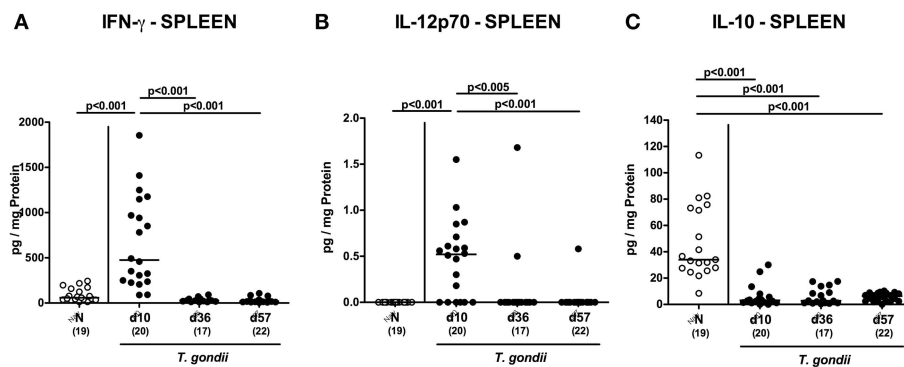 A IFN-γ - SPLEEN
p<0.001
p<0.001 p<0.001
pg / mg Protein
2000
1500
1000
500
0
N d10 d36 d57
(19) (20) (17) (22)
T. gondii
B IL-12p70 - SPLEEN
p<0.005
p<0.001 p<0.001
pg / mg Protein
2.0
1.5
1.0
0.5
0.0
N d10 d36 d57
(19) (20) (17) (22)
T. gondii
C IL-10 - SPLEEN
p<0.001
p<0.001
p<0.001
pg / mg Protein
140
120
100
80
60
40
20
0
N d10 d36 d57
(19) (20) (17) (22)
T. gondii